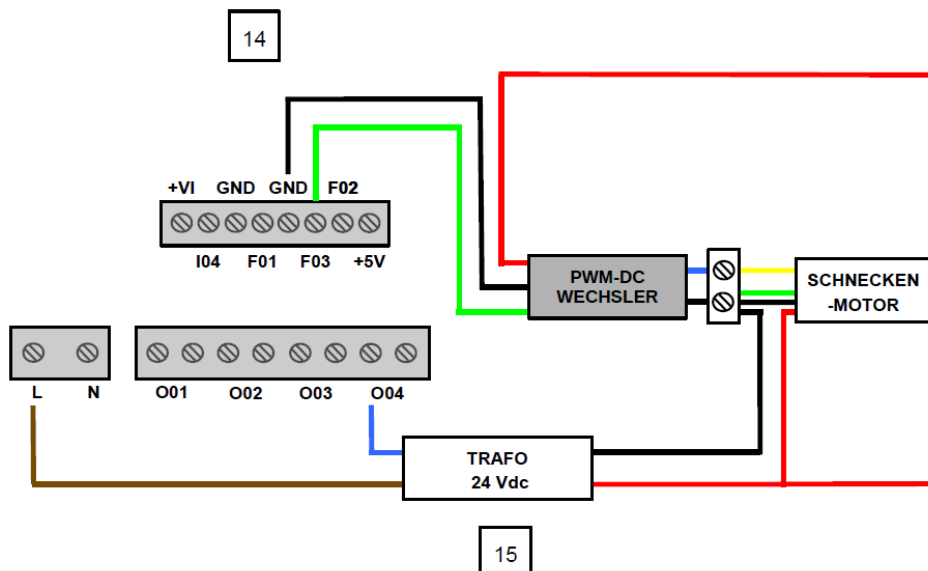 14
+VI GND GND F02
I04 F01 F03 +5V
PWM-DC
WECHSLER
SCHNECKEN
-MOTOR
L N O01 O02 O03 O04
TRAFO
24 Vdc
15